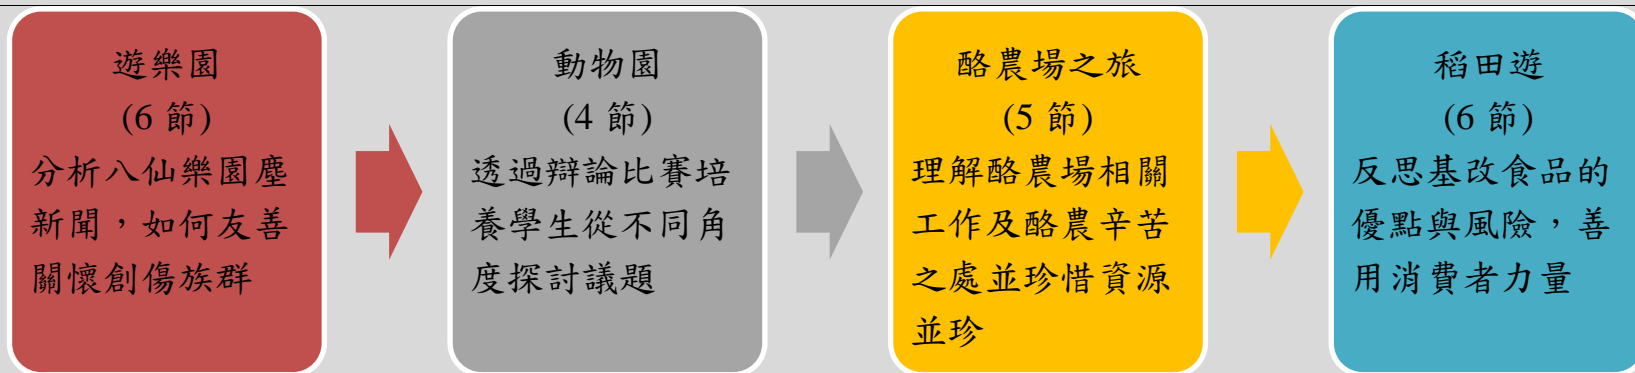 遊樂園
(6 節)
分析八仙樂園塵
新聞，如何友善
關懷創傷族群
動物園
(4 節)
透過辯論比賽培
養學生從不同角
度探討議題
酪農場之旅
(5 節)
理解酪農場相關
工作及酪農辛苦
之處並珍惜資源
並珍
稻田遊
(6 節)
反思基改食品的
優點與風險，善
用消費者力量